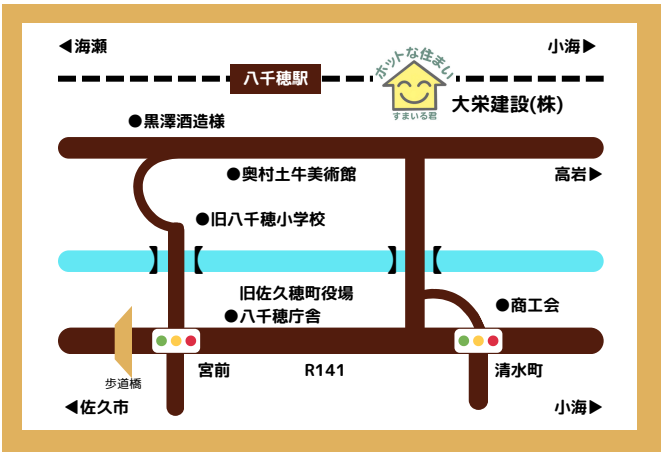 ◀海瀬
小海▶
八千穂駅
ホットな住まい
すまいる君
大栄建設(株)
●黒澤酒造様
●奥村土牛美術館
高岩▶
●旧八千穂小学校
旧佐久穂町役場
●八千穂庁舎
●商工会
宮前
R141
清水町
歩道橋
◀佐久市
小海▶